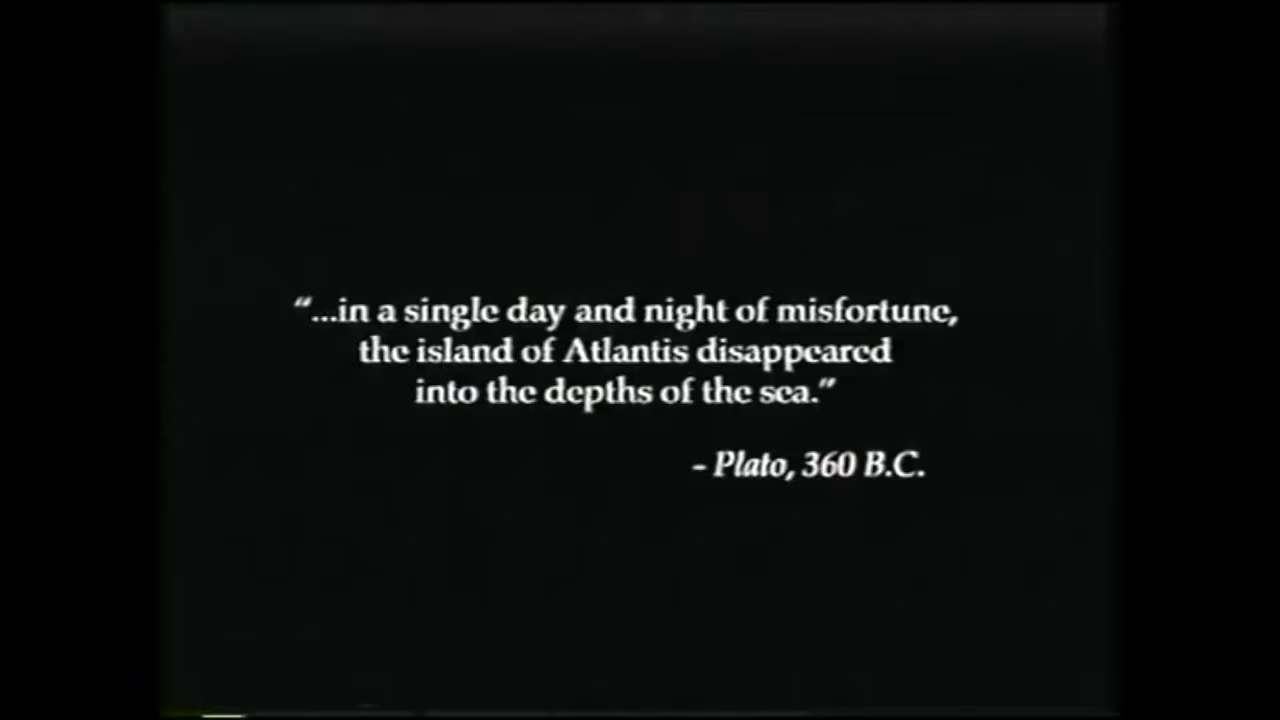 “...in a single day and night of misfortune,
the island of Atlantis disappeared
into the depths of the sea.”
- Plato, 360 B.C.